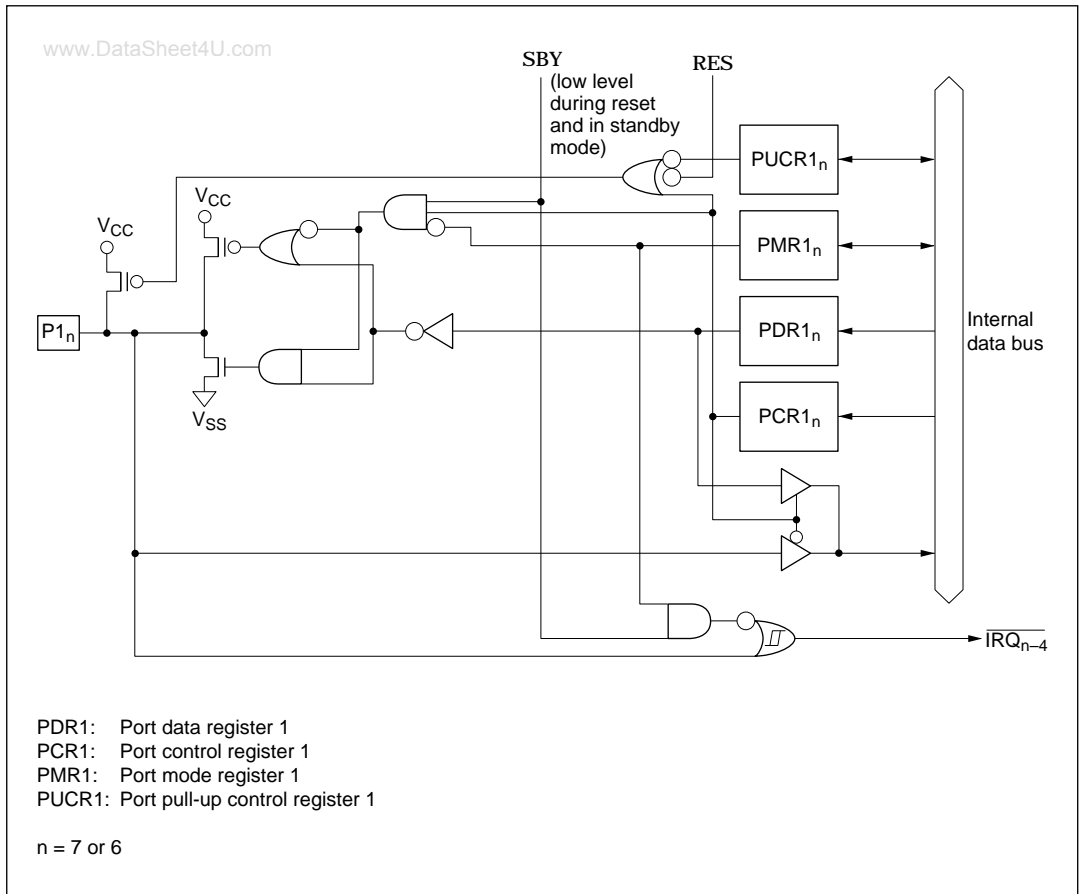 www.DataSheet4U.com
SBY
(low level
during reset
and in standby
mode)
RES
PUCR1n
VCC
VCC
PMR1n
P1n
PDR1n
Internal
data bus
VSS
PCR1n
IRQn–4
PDR1: Port data register 1
PCR1: Port control register 1
PMR1: Port mode register 1
PUCR1: Port pull-up control register 1
n = 7 or 6